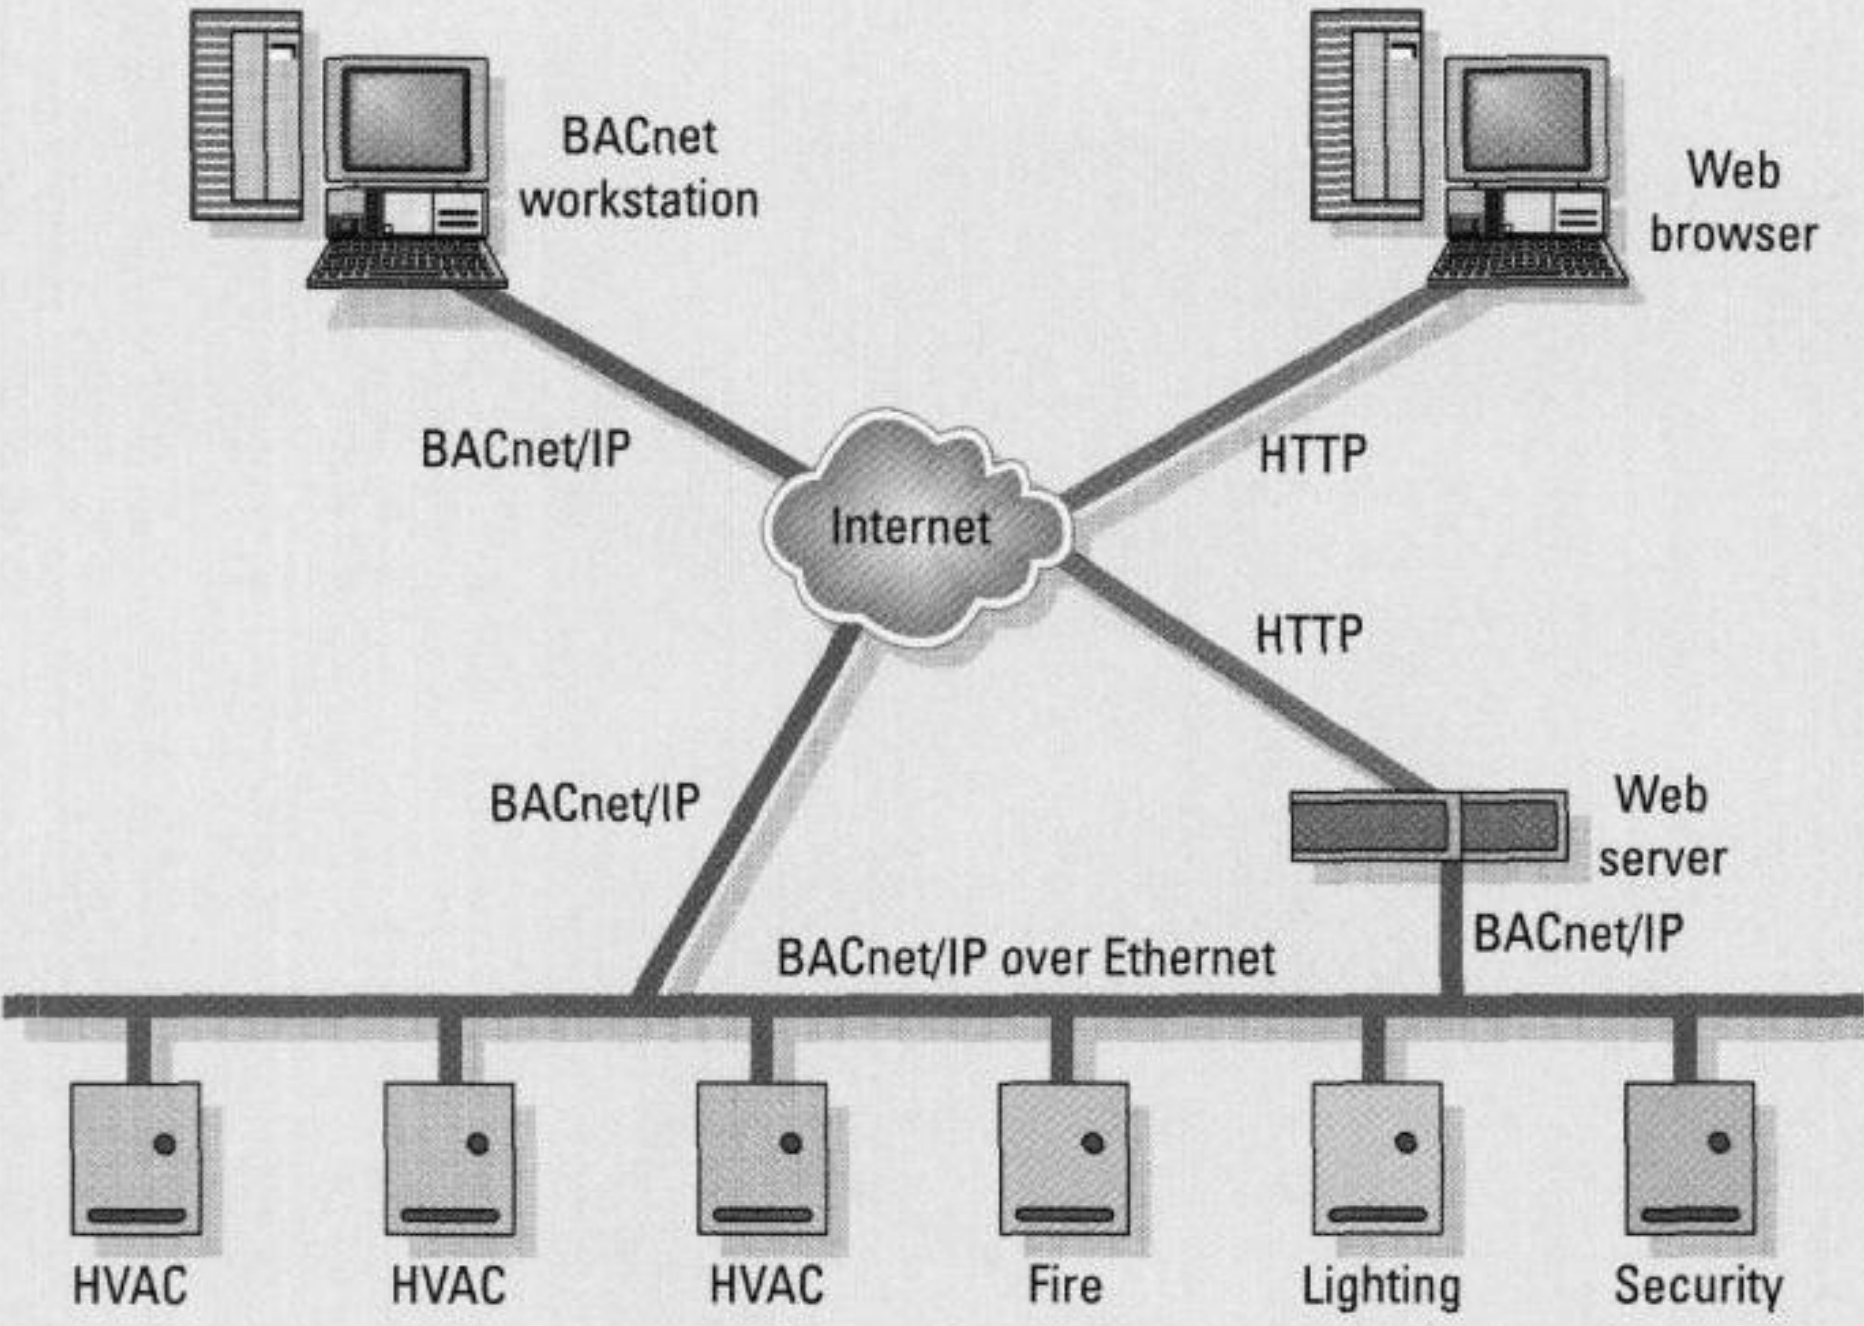 BACnet
workstation
Web
browser
BACnet/IP
HTTP
Internet
HTTP
BACnet/IP
Web
server
BACnet/IP
BACnet/IP over Ethernet
HVAC
HVAC
HVAC
Fire
Lighting
Security